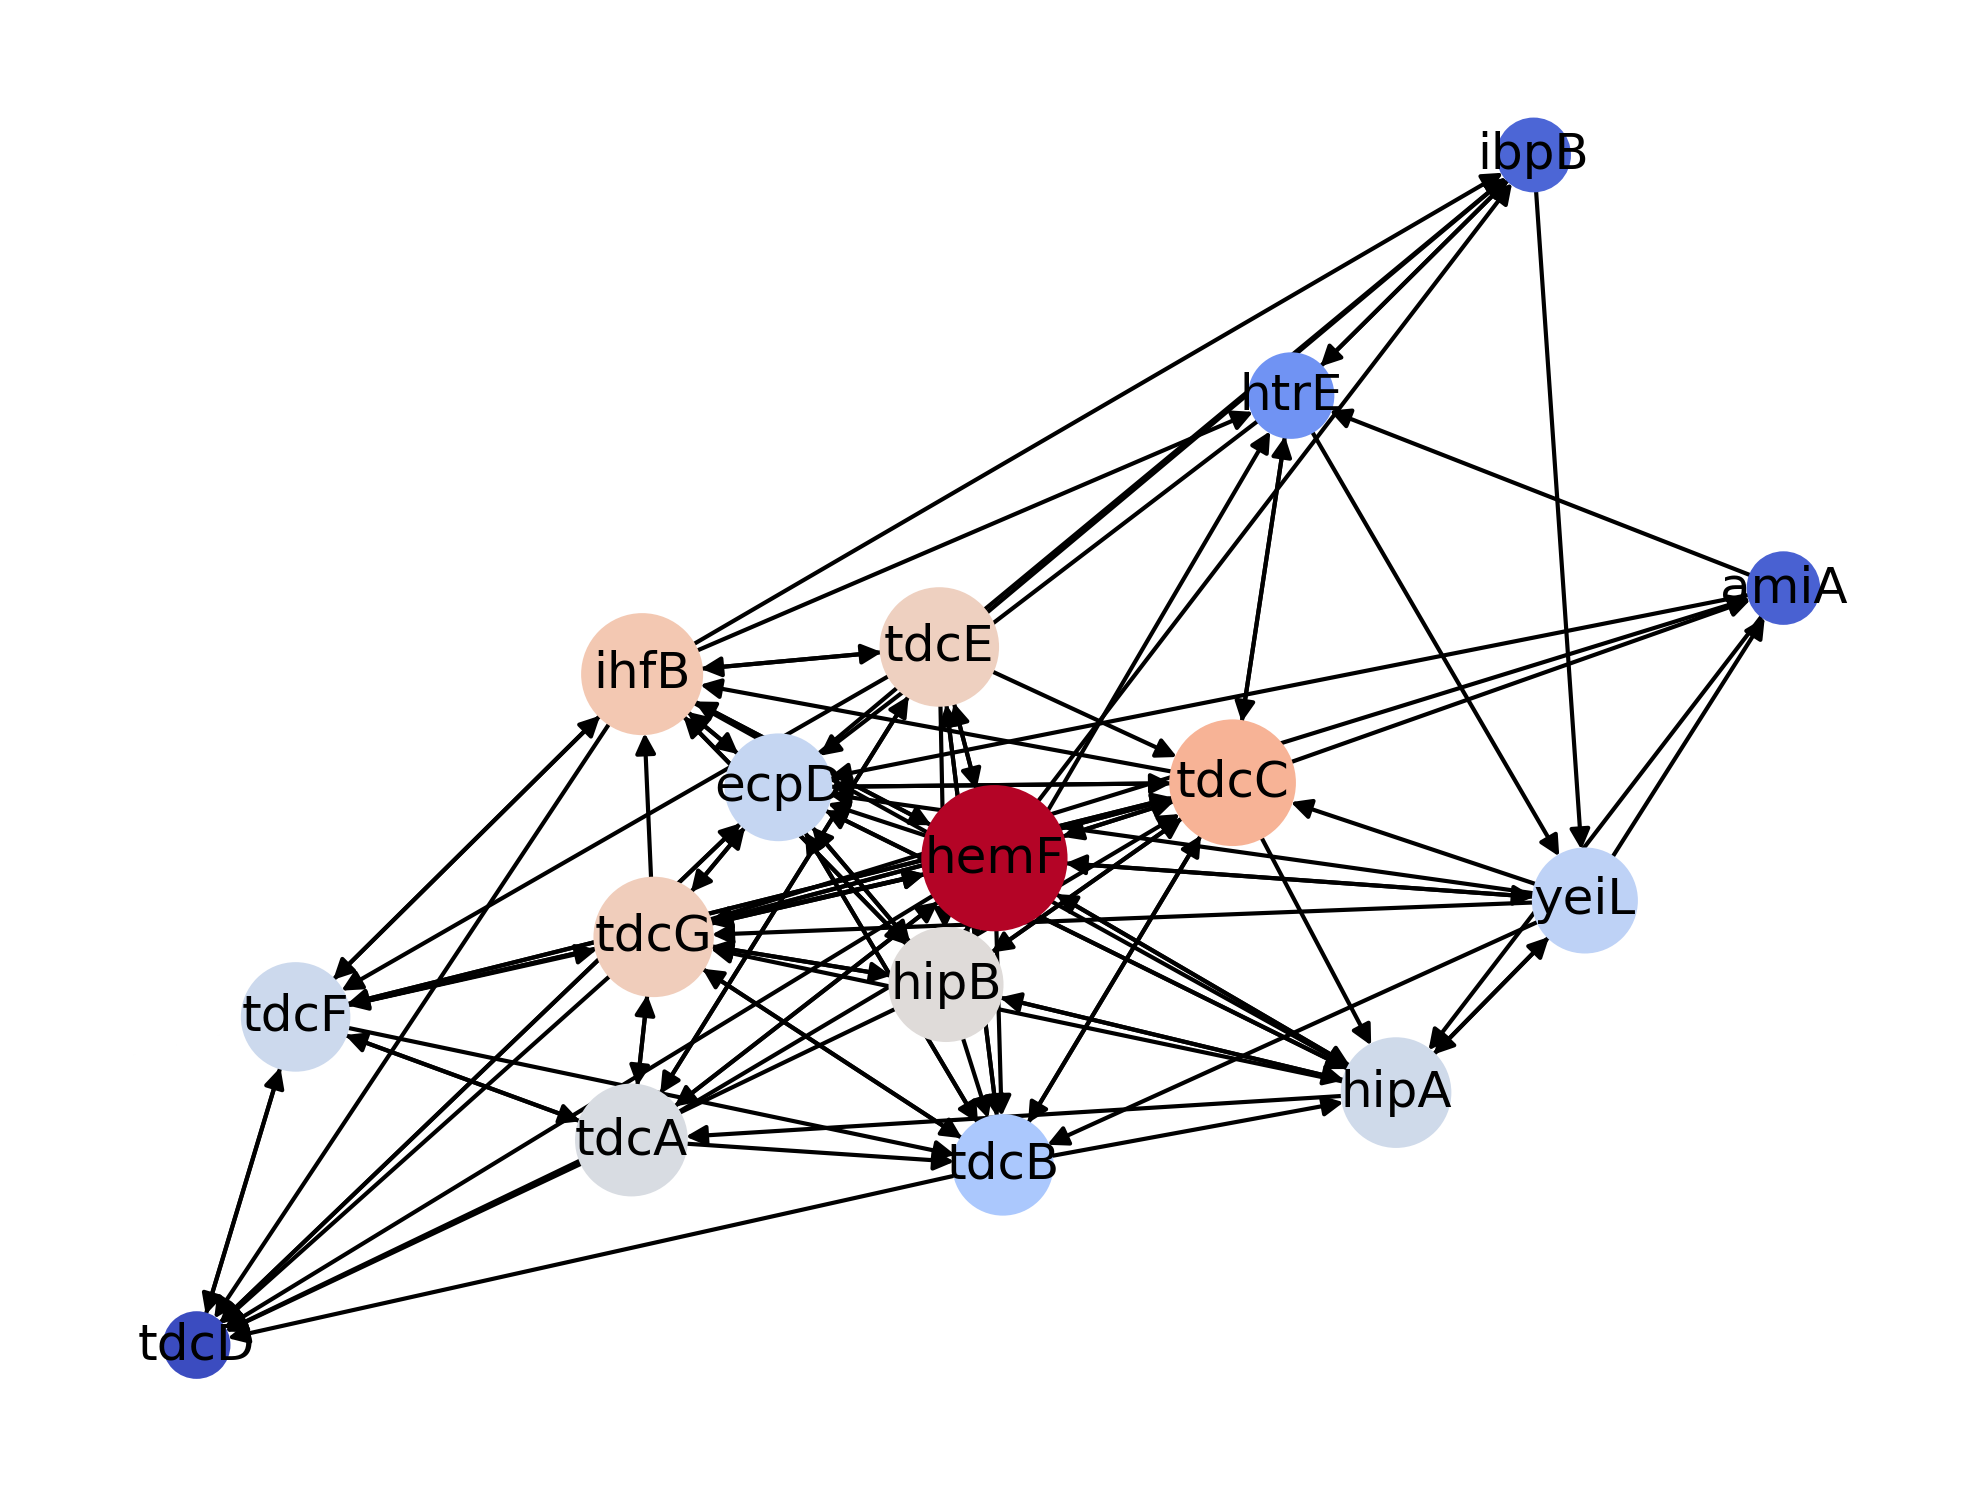 ibpB
htrE
amiA
tdcE
ihfB
tdcC
ecpD
hemF
yeiL
tdcG
hipB
tdcF
hipA
tdcA
tdcB
tdcD